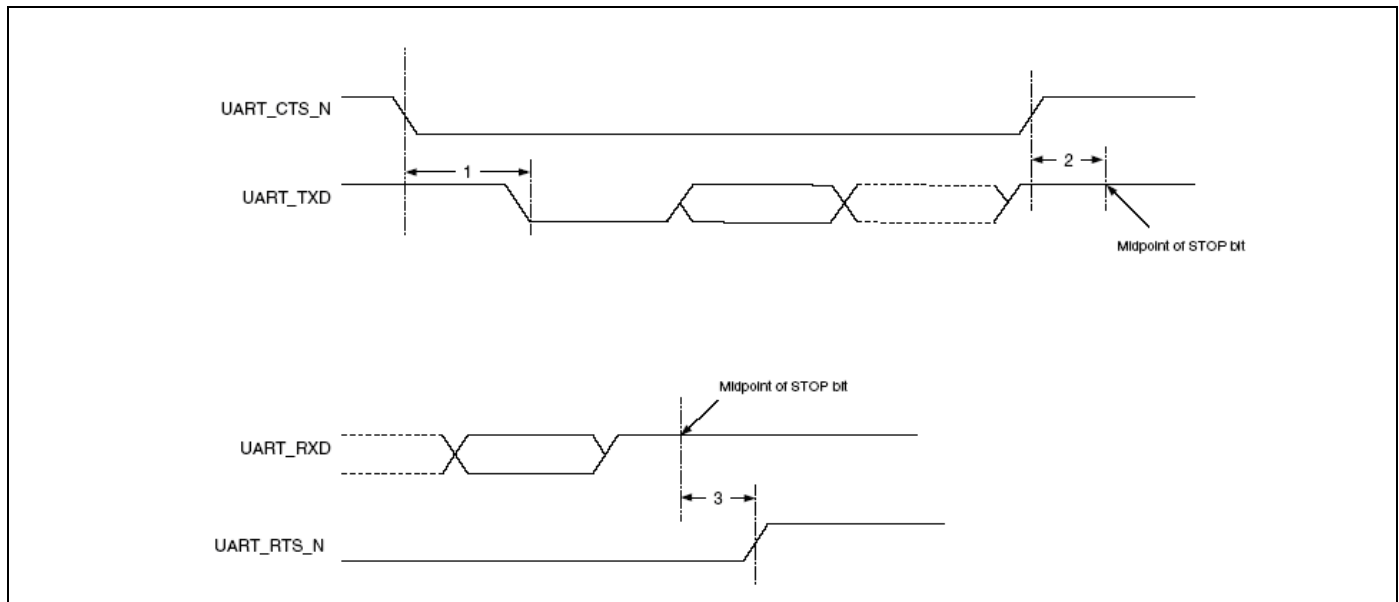 UART_CTS_N
1
2
UART_TXD
Midpoint of STOP bit
Midpoint of STOP bit
UART_RXD
3
UART_RTS_N